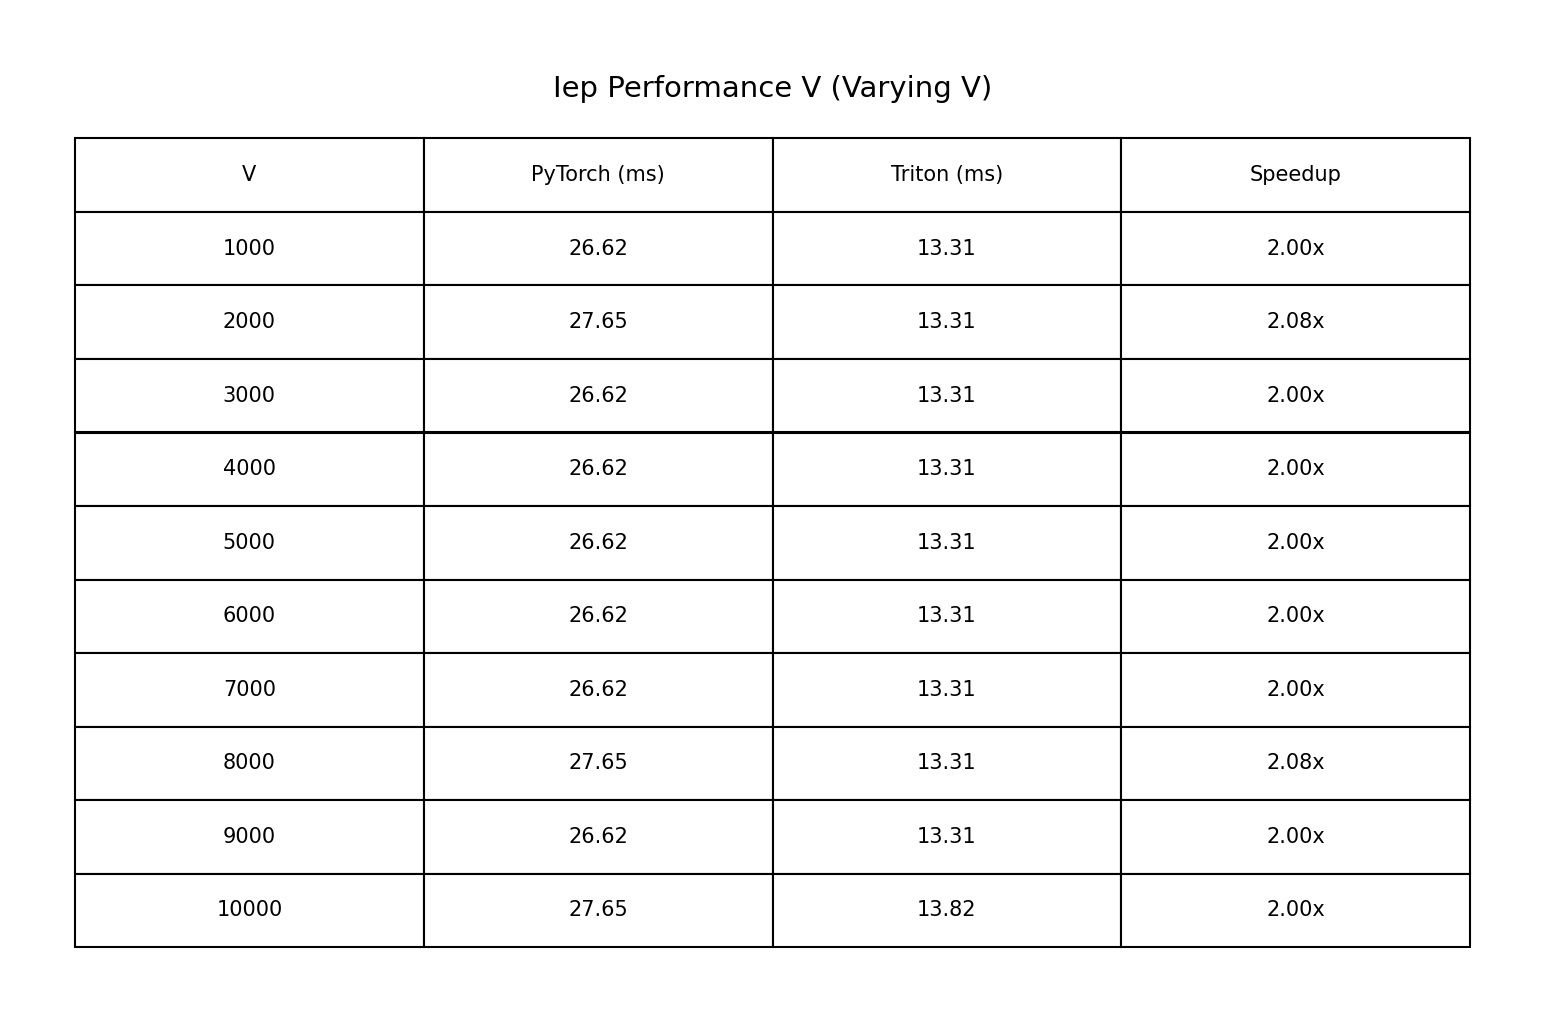 Iep Performance V (Varying V)
V PyTorch (ms) Triton (ms) Speedup
1000 26.62 13.31 2.00x
2000 27.65 13.31 2.08x
3000 26.62 13.31 2.00x
4000 26.62 13.31 2.00x
5000 26.62 13.31 2.00x
6000 26.62 13.31 2.00x
7000 26.62 13.31 2.00x
8000 27.65 13.31 2.08x
9000 26.62 13.31 2.00x
10000 27.65 13.82 2.00x